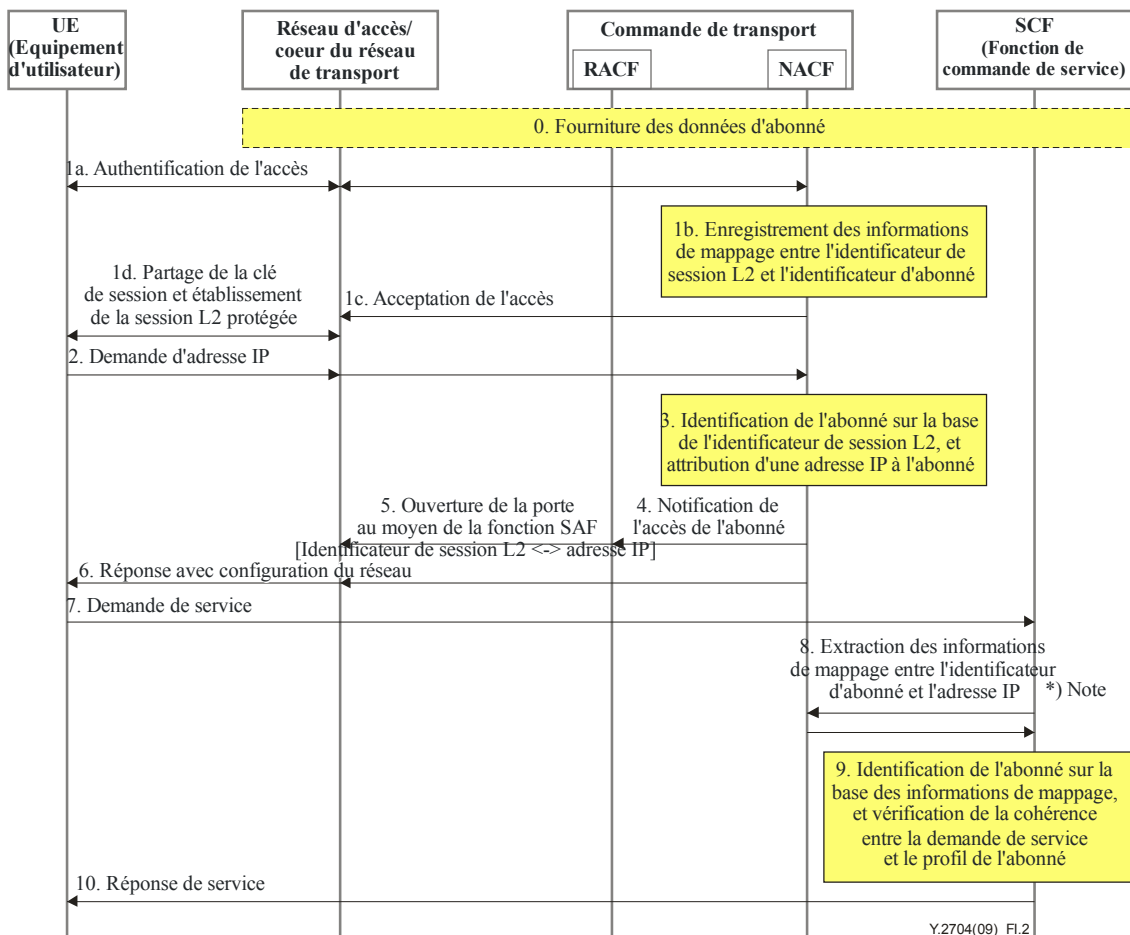 UE
(Equipement
d'utilisateur)
Réseau d'accès/
coeur du réseau
de transport
Commande de transport
RACF
NACF
SCF
(Fonction de
commande de service)
0. Fourniture des données d'abonné
1a. Authentification de l'accès
1b. Enregistrement des informations
de mappage entre l'identificateur de
session L2 et l'identificateur d'abonné
1d. Partage de la clé
de session et établissement
de la session L2 protégée
1c. Acceptation de l'accès
2. Demande d'adresse IP
3. Identification de l'abonné sur la base
de l'identificateur de session L2, et
attribution d'une adresse IP à l'abonné
5. Ouverture de la porte
au moyen de la fonction SAF
[Identificateur de session L2 <-> adresse IP]
4. Notification de
l'accès de l'abonné
6. Réponse avec configuration du réseau
7. Demande de service
8. Extraction des informations
de mappage entre l'identificateur
d'abonné et l'adresse IP
*) Note
9. Identification de l'abonné sur la
base des informations de mappage,
et vérification de la cohérence
entre la demande de service
et le profil de l'abonné
10. Réponse de service
Y.2704(09)_FI.2